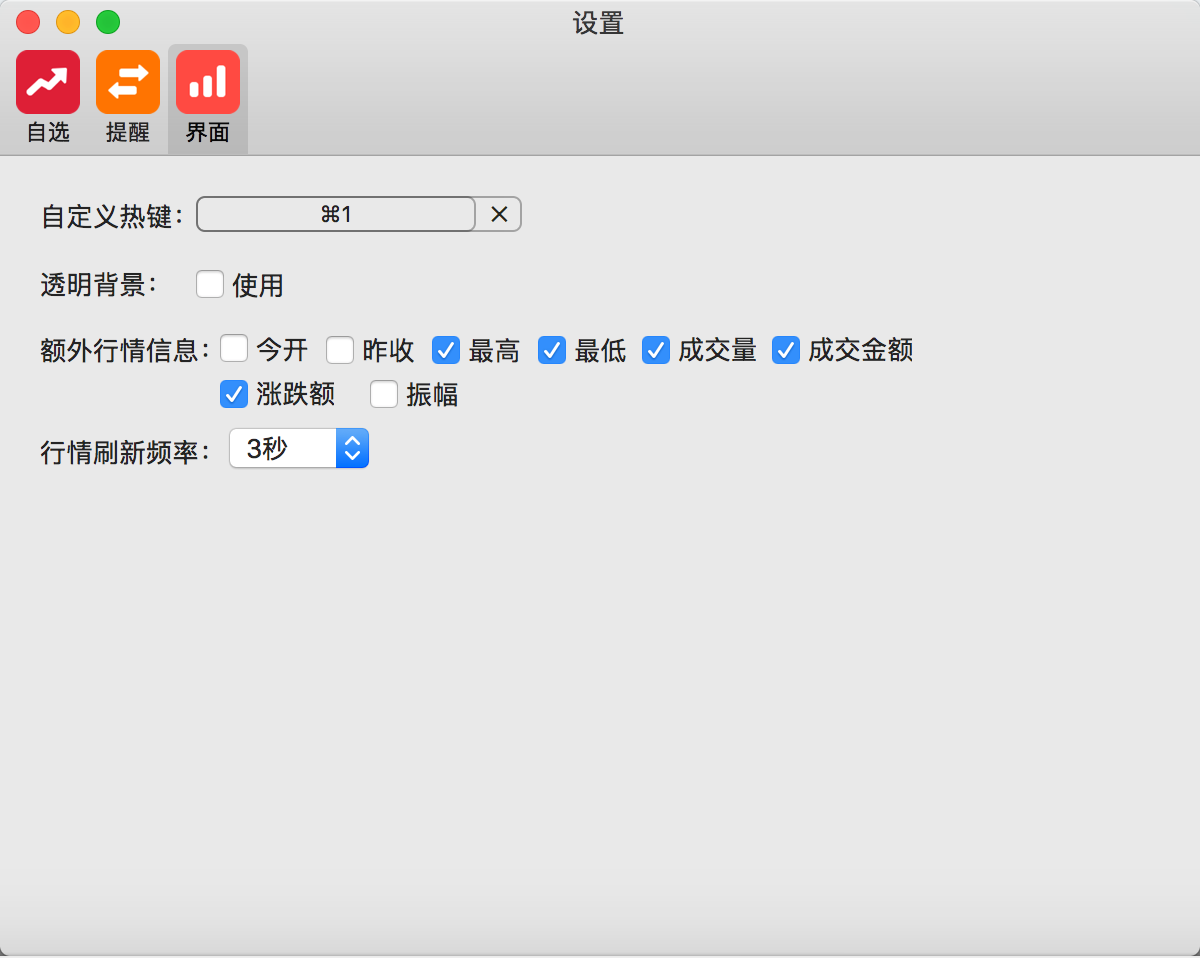 设置
自选 提醒 界面
自定义热键： ⌘1
透明背景： 使用
额外行情信息： 今开 昨收 最高 最低 成交量 成交金额
涨跌额 振幅
行情刷新频率： 3秒